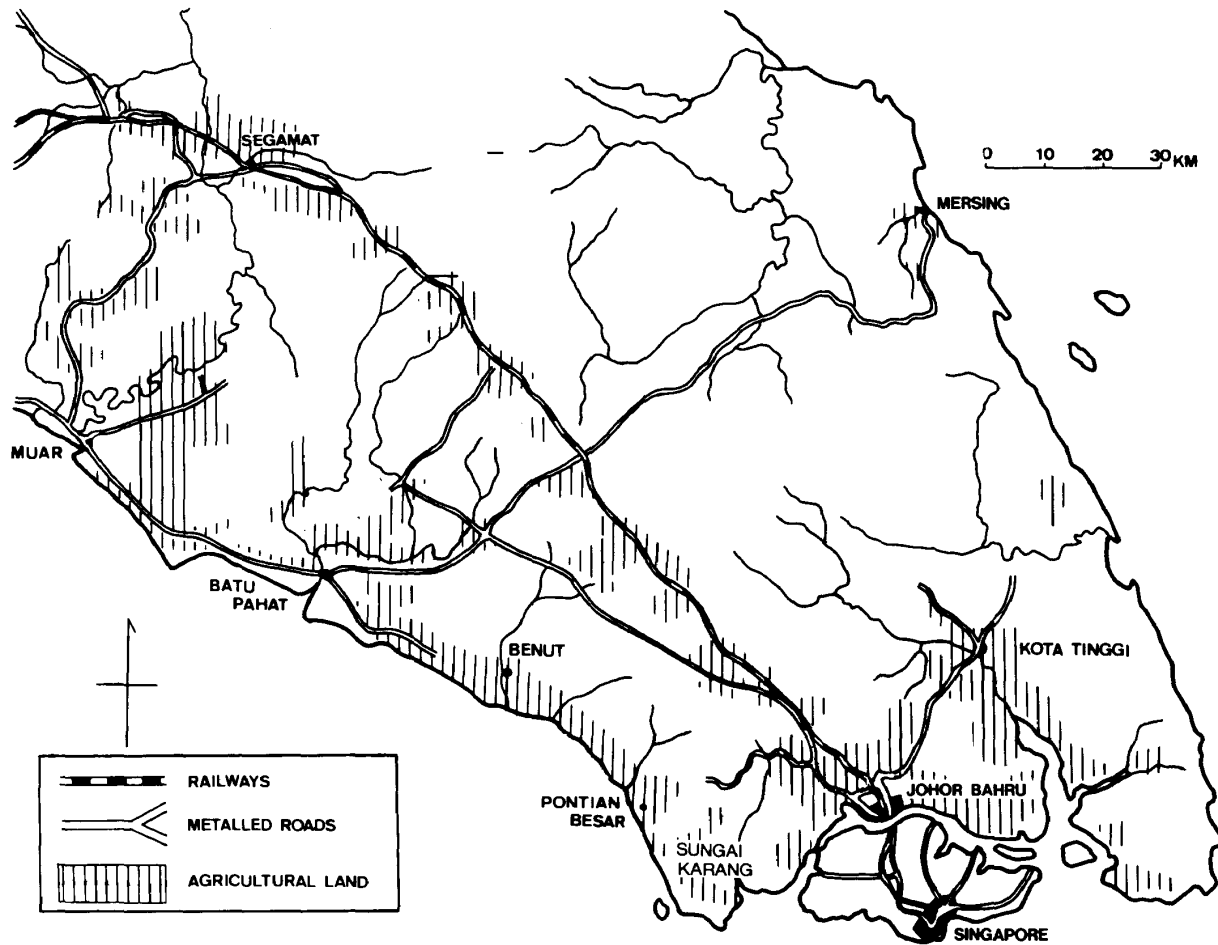 SEGAMAT
0 10 20 30 KM
MERSING
MUAR
BATU
PAHAT
BENUT
KOTA TINGGI
PONTIAN
BESAR
JOHOR BAHRU
SUNGAI
KARANG
SINGAPORE
RAILWAYS
METALLED ROADS
AGRICULTURAL LAND